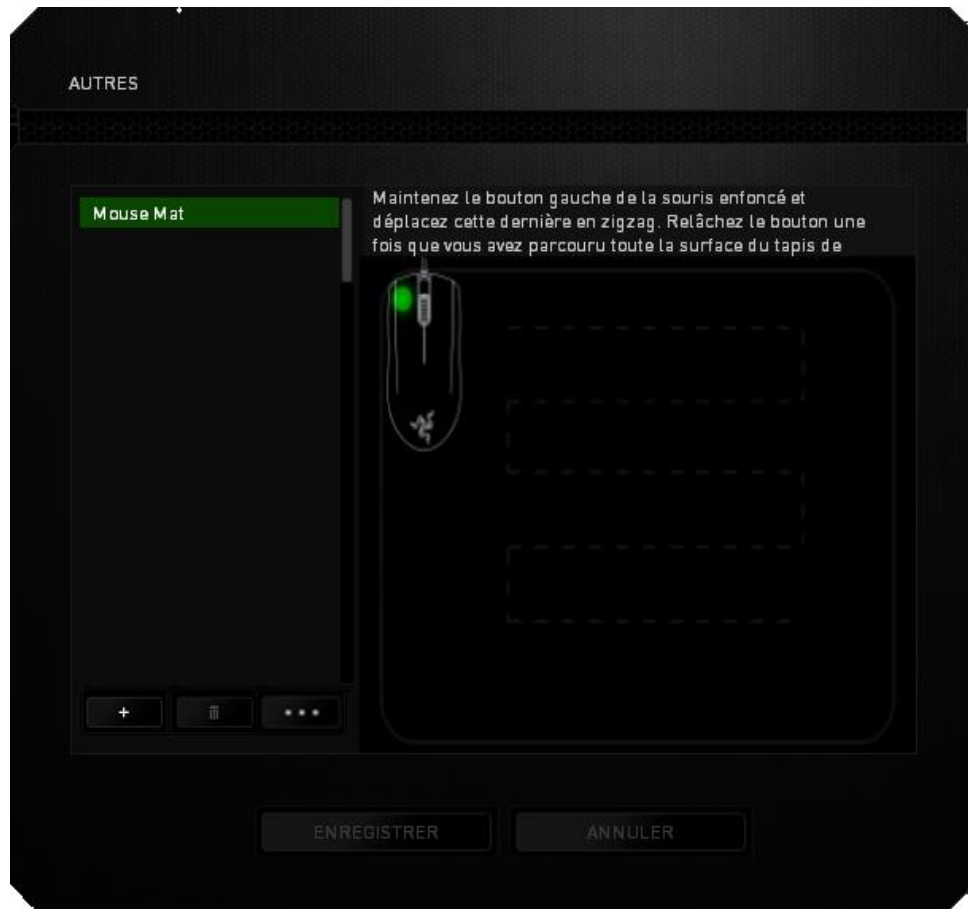 AUTRES
Mouse Mat
Maintenez le bouton gauche de la souris enfoncé et
déplacez cette dernière en zigzag. Relâchez le bouton une
fois que vous avez parcouru toute la surface du tapis de
ENREGISTRER
ANNULER